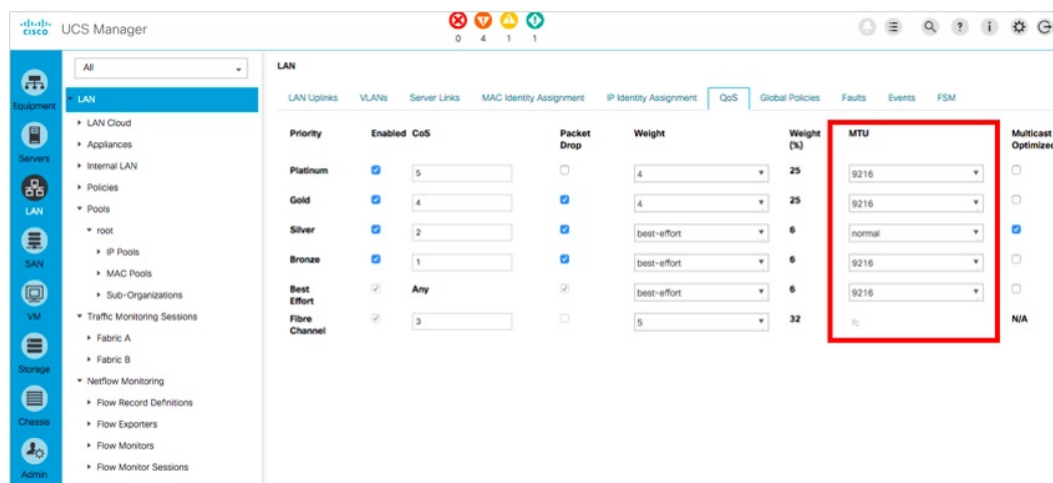 cisco UCS Manager
0 4 1 1
All
LAN
Equipment
Servers
LAN
SAN
VM
Storage
Chassis
Admin
LAN
LAN Cloud
Appliances
Internal LAN
Policies
Pools
root
IP Pools
MAC Pools
Sub-Organizations
Traffic Monitoring Sessions
Fabric A
Fabric B
Netflow Monitoring
Flow Record Definitions
Flow Exporters
Flow Monitors
Flow Monitor Sessions
LAN Uplinks VLANs Server Links MAC Identity Assignment IP Identity Assignment QoS Global Policies Faults Events FSM
Priority Enabled CoS Packet Drop Weight Weight (%) MTU Multicast Optimized
Platinum 5 4 25 9216
Gold 4 4 25 9216
Silver 2 best-effort 6 normal
Bronze 1 best-effort 6 9216
Best Effort Any best-effort 6 9216
Fibre Channel 3 5 32 fc N/A